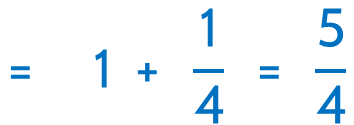 = 1 + 1/4 = 5/4